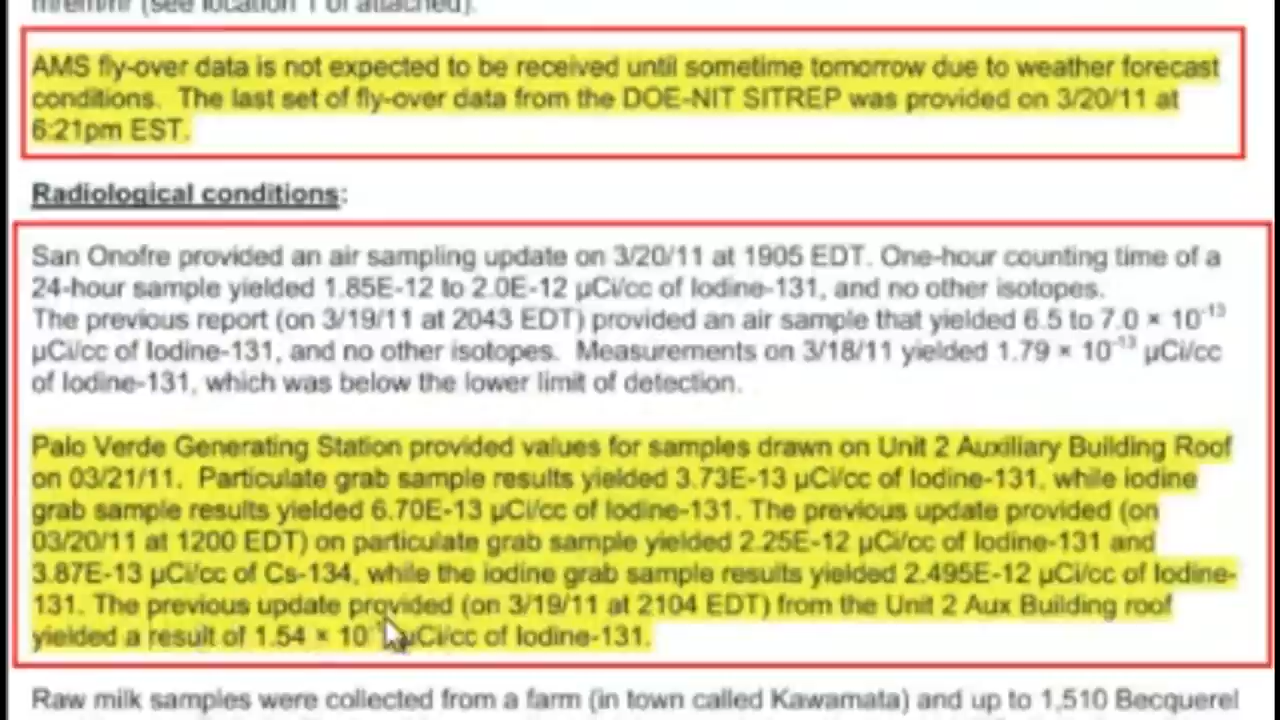 mrem/hr (see location 1 of attached).
AMS fly-over data is not expected to be received until sometime tomorrow due to weather forecast
conditions. The last set of fly-over data from the DOE-NIT SITREP was provided on 3/20/11 at
6:21pm EST.
Radiological conditions:
San Onofre provided an air sampling update on 3/20/11 at 1905 EDT. One-hour counting time of a
24-hour sample yielded 1.85E-12 to 2.0E-12 µCi/cc of Iodine-131, and no other isotopes.
The previous report (on 3/19/11 at 2043 EDT) provided an air sample that yielded 6.5 to 7.0 × 10⁻¹³
µCi/cc of Iodine-131, and no other isotopes. Measurements on 3/18/11 yielded 1.79 × 10⁻¹³ µCi/cc
of Iodine-131, which was below the lower limit of detection.
Palo Verde Generating Station provided values for samples drawn on Unit 2 Auxiliary Building Roof
on 03/21/11. Particulate grab sample results yielded 3.73E-13 µCi/cc of Iodine-131, while iodine
grab sample results yielded 6.70E-13 µCi/cc of Iodine-131. The previous update provided (on
03/20/11 at 1200 EDT) on particulate grab sample yielded 2.25E-12 µCi/cc of Iodine-131 and
3.87E-13 µCi/cc of Cs-134, while the iodine grab sample results yielded 2.495E-12 µCi/cc of Iodine-
131. The previous update provided (on 3/19/11 at 2104 EDT) from the Unit 2 Aux Building roof
yielded a result of 1.54 × 10 µCi/cc of Iodine-131.
Raw milk samples were collected from a farm (in town called Kawamata) and up to 1,510 Becquerel